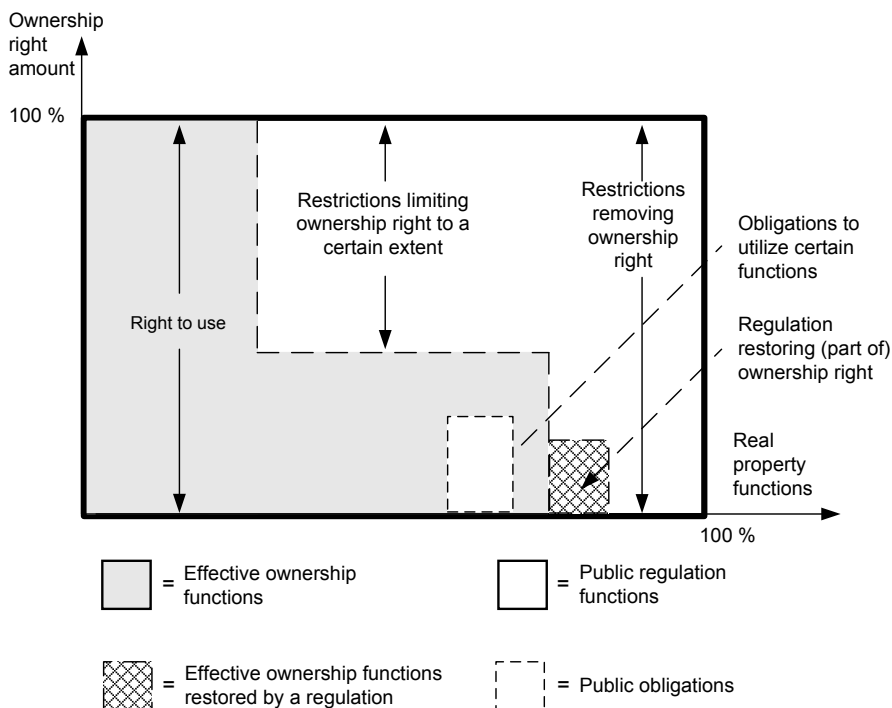 Ownership
right
amount
100 %
Restrictions limiting
ownership right to a
certain extent
Restrictions
removing
ownership
right
Right to use
Obligations to
utilize certain
functions
Regulation
restoring (part of)
ownership right
Real
property
functions
100 %
= Effective ownership
functions
= Public regulation
functions
= Effective ownership functions
restored by a regulation
= Public obligations